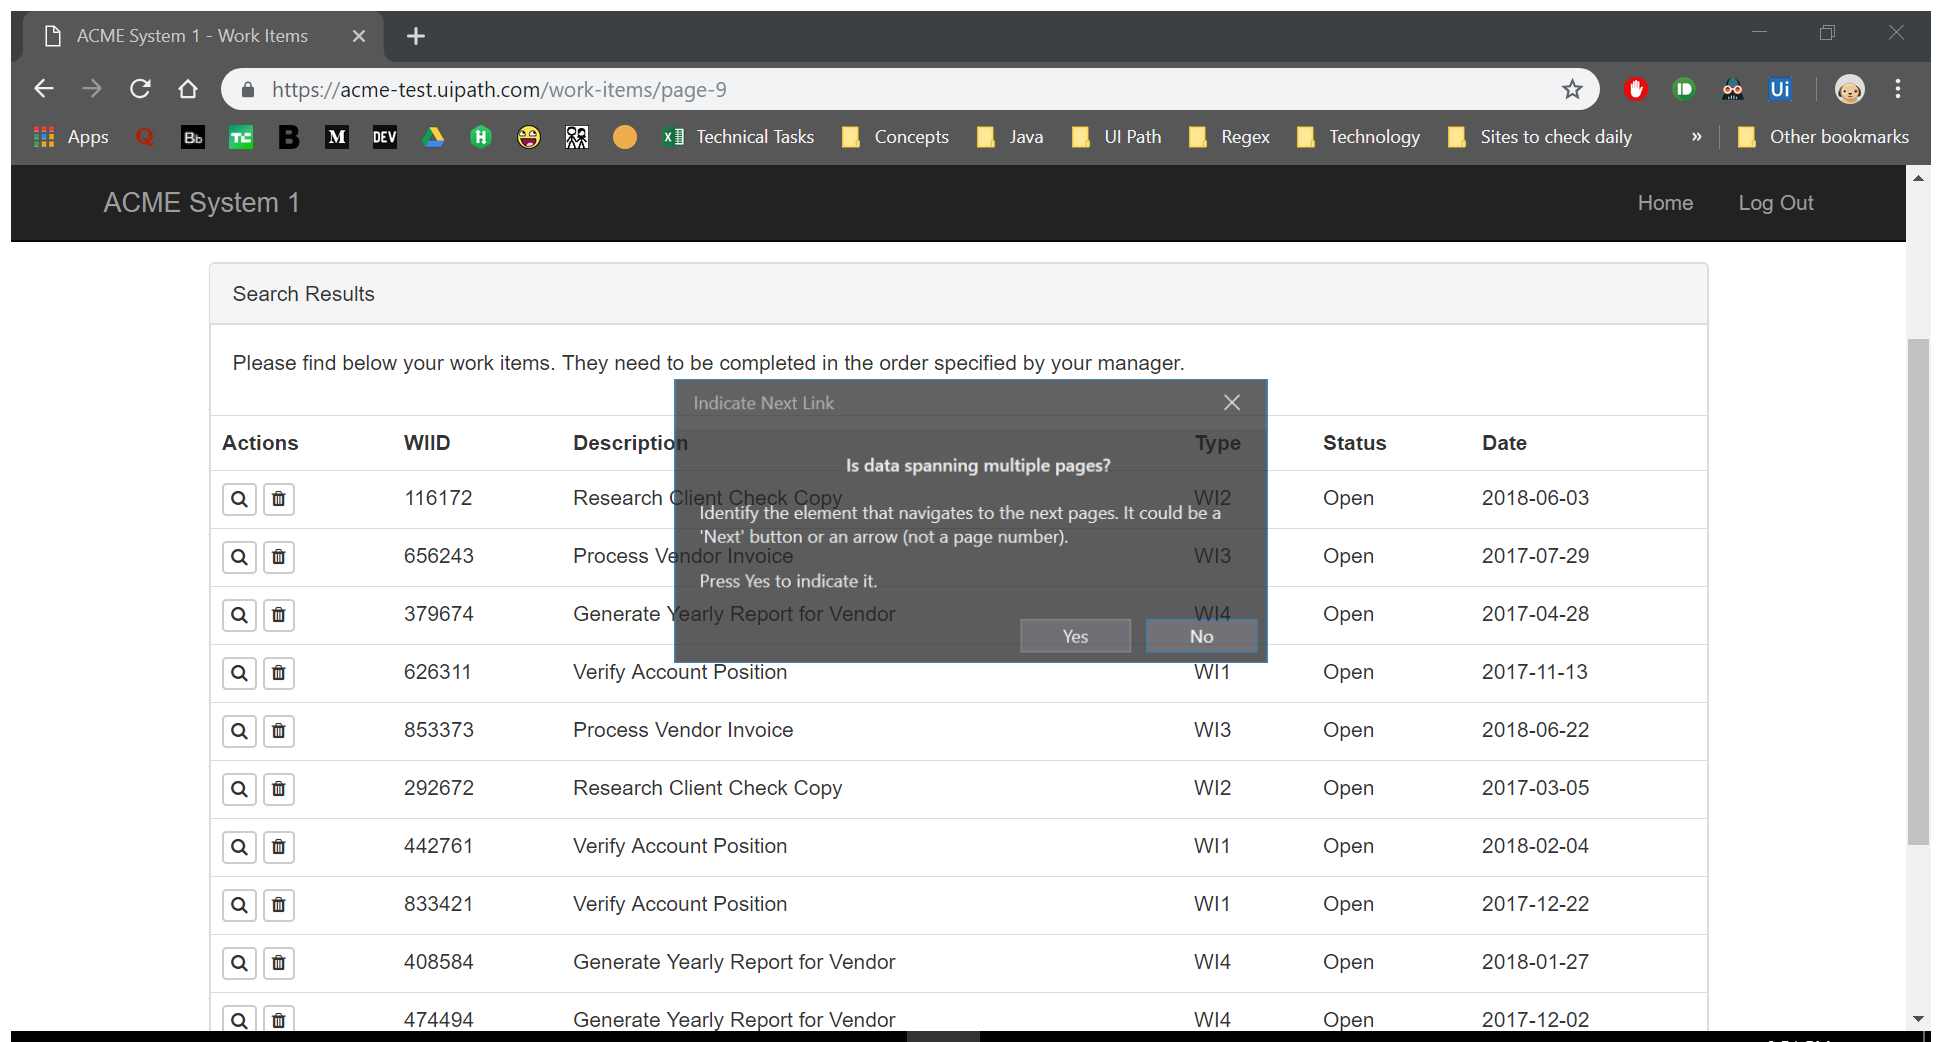 ACME System 1 - Work Items
https://acme-test.uipath.com/work-items/page-9
Ui
Apps Q Bb TC B M DEV H Technical Tasks Concepts Java UI Path Regex Technology Sites to check daily » Other bookmarks
ACME System 1 Home Log Out
Search Results
Please find below your work items. They need to be completed in the order specified by your manager.
Indicate Next Link
Is data spanning multiple pages?
Identify the element that navigates to the next pages. It could be a
'Next' button or an arrow (not a page number).
Press Yes to indicate it.
Yes No
Actions WIID Description Type Status Date
116172 Research Client Check Copy WI2 Open 2018-06-03
656243 Process Vendor Invoice WI3 Open 2017-07-29
379674 Generate Yearly Report for Vendor WI4 Open 2017-04-28
626311 Verify Account Position WI1 Open 2017-11-13
853373 Process Vendor Invoice WI3 Open 2018-06-22
292672 Research Client Check Copy WI2 Open 2017-03-05
442761 Verify Account Position WI1 Open 2018-02-04
833421 Verify Account Position WI1 Open 2017-12-22
408584 Generate Yearly Report for Vendor WI4 Open 2018-01-27
474494 Generate Yearly Report for Vendor WI4 Open 2017-12-02